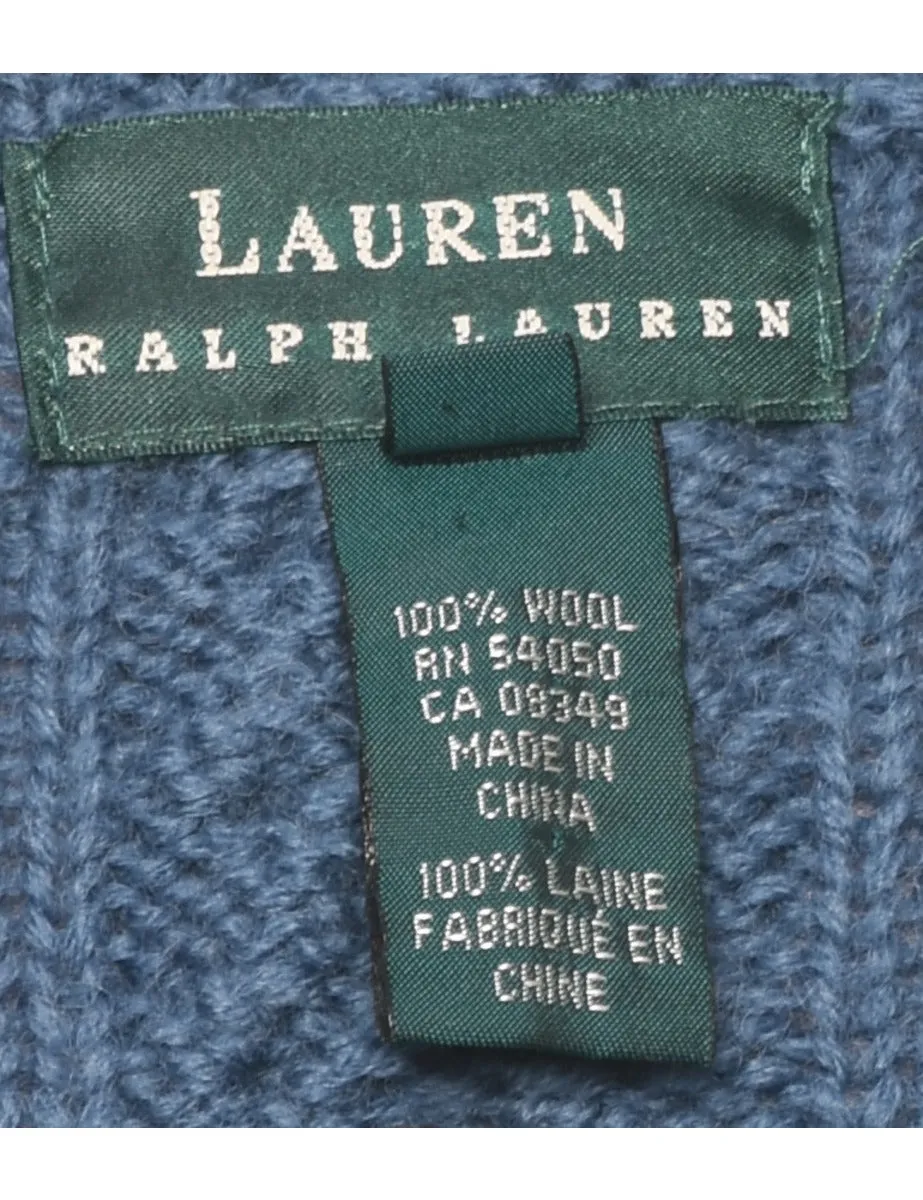 LAUREN
RALPH LAUREN
100% WOOL
RN 54050
CA 08349
MADE IN
CHINA
100% LAINE
FABRIQUÉ EN
CHINE